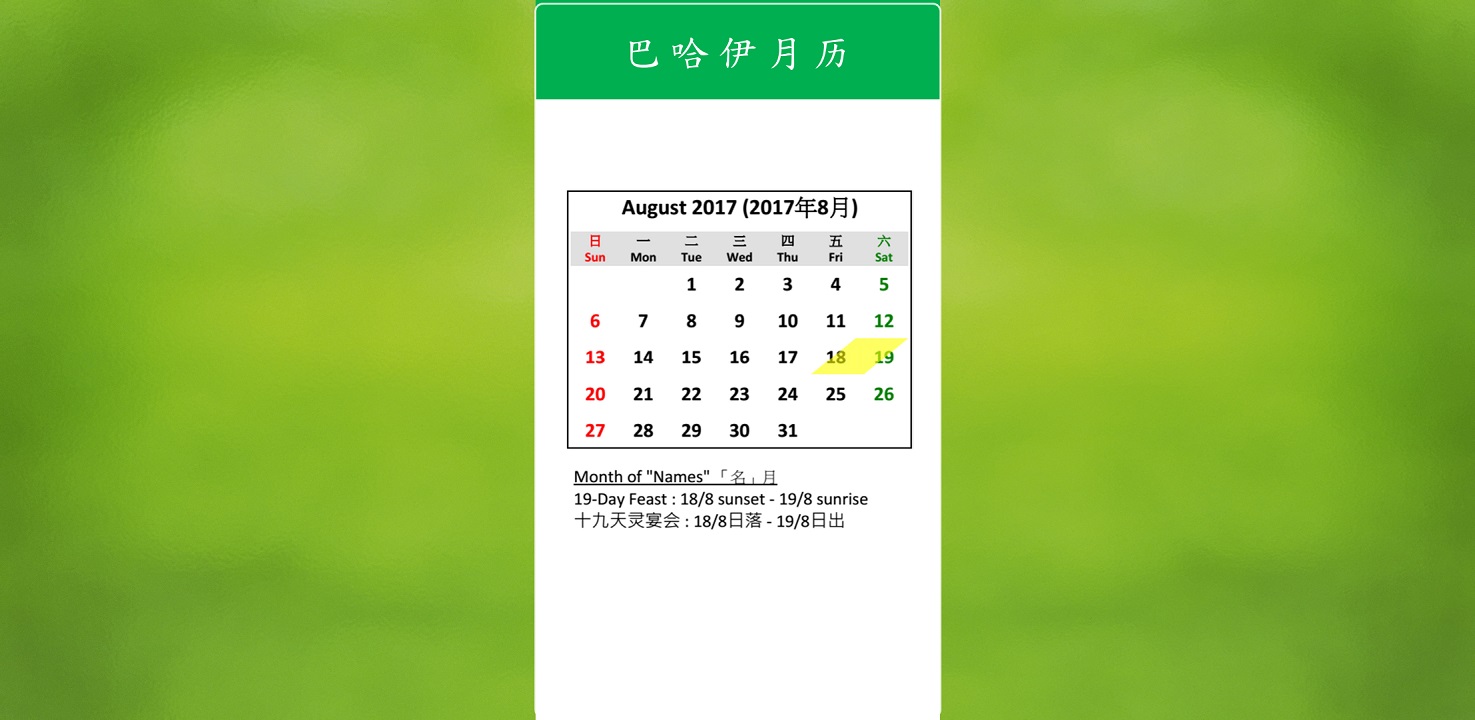 巴哈伊月历
August 2017 (2017年8月)
日 一 二 三 四 五 六
Sun Mon Tue Wed Thu Fri Sat
1 2 3 4 5
6 7 8 9 10 11 12
13 14 15 16 17 18 19
20 21 22 23 24 25 26
27 28 29 30 31
Month of "Names"「名」月
19-Day Feast : 18/8 sunset - 19/8 sunrise
十九天灵宴会 : 18/8日落 - 19/8日出